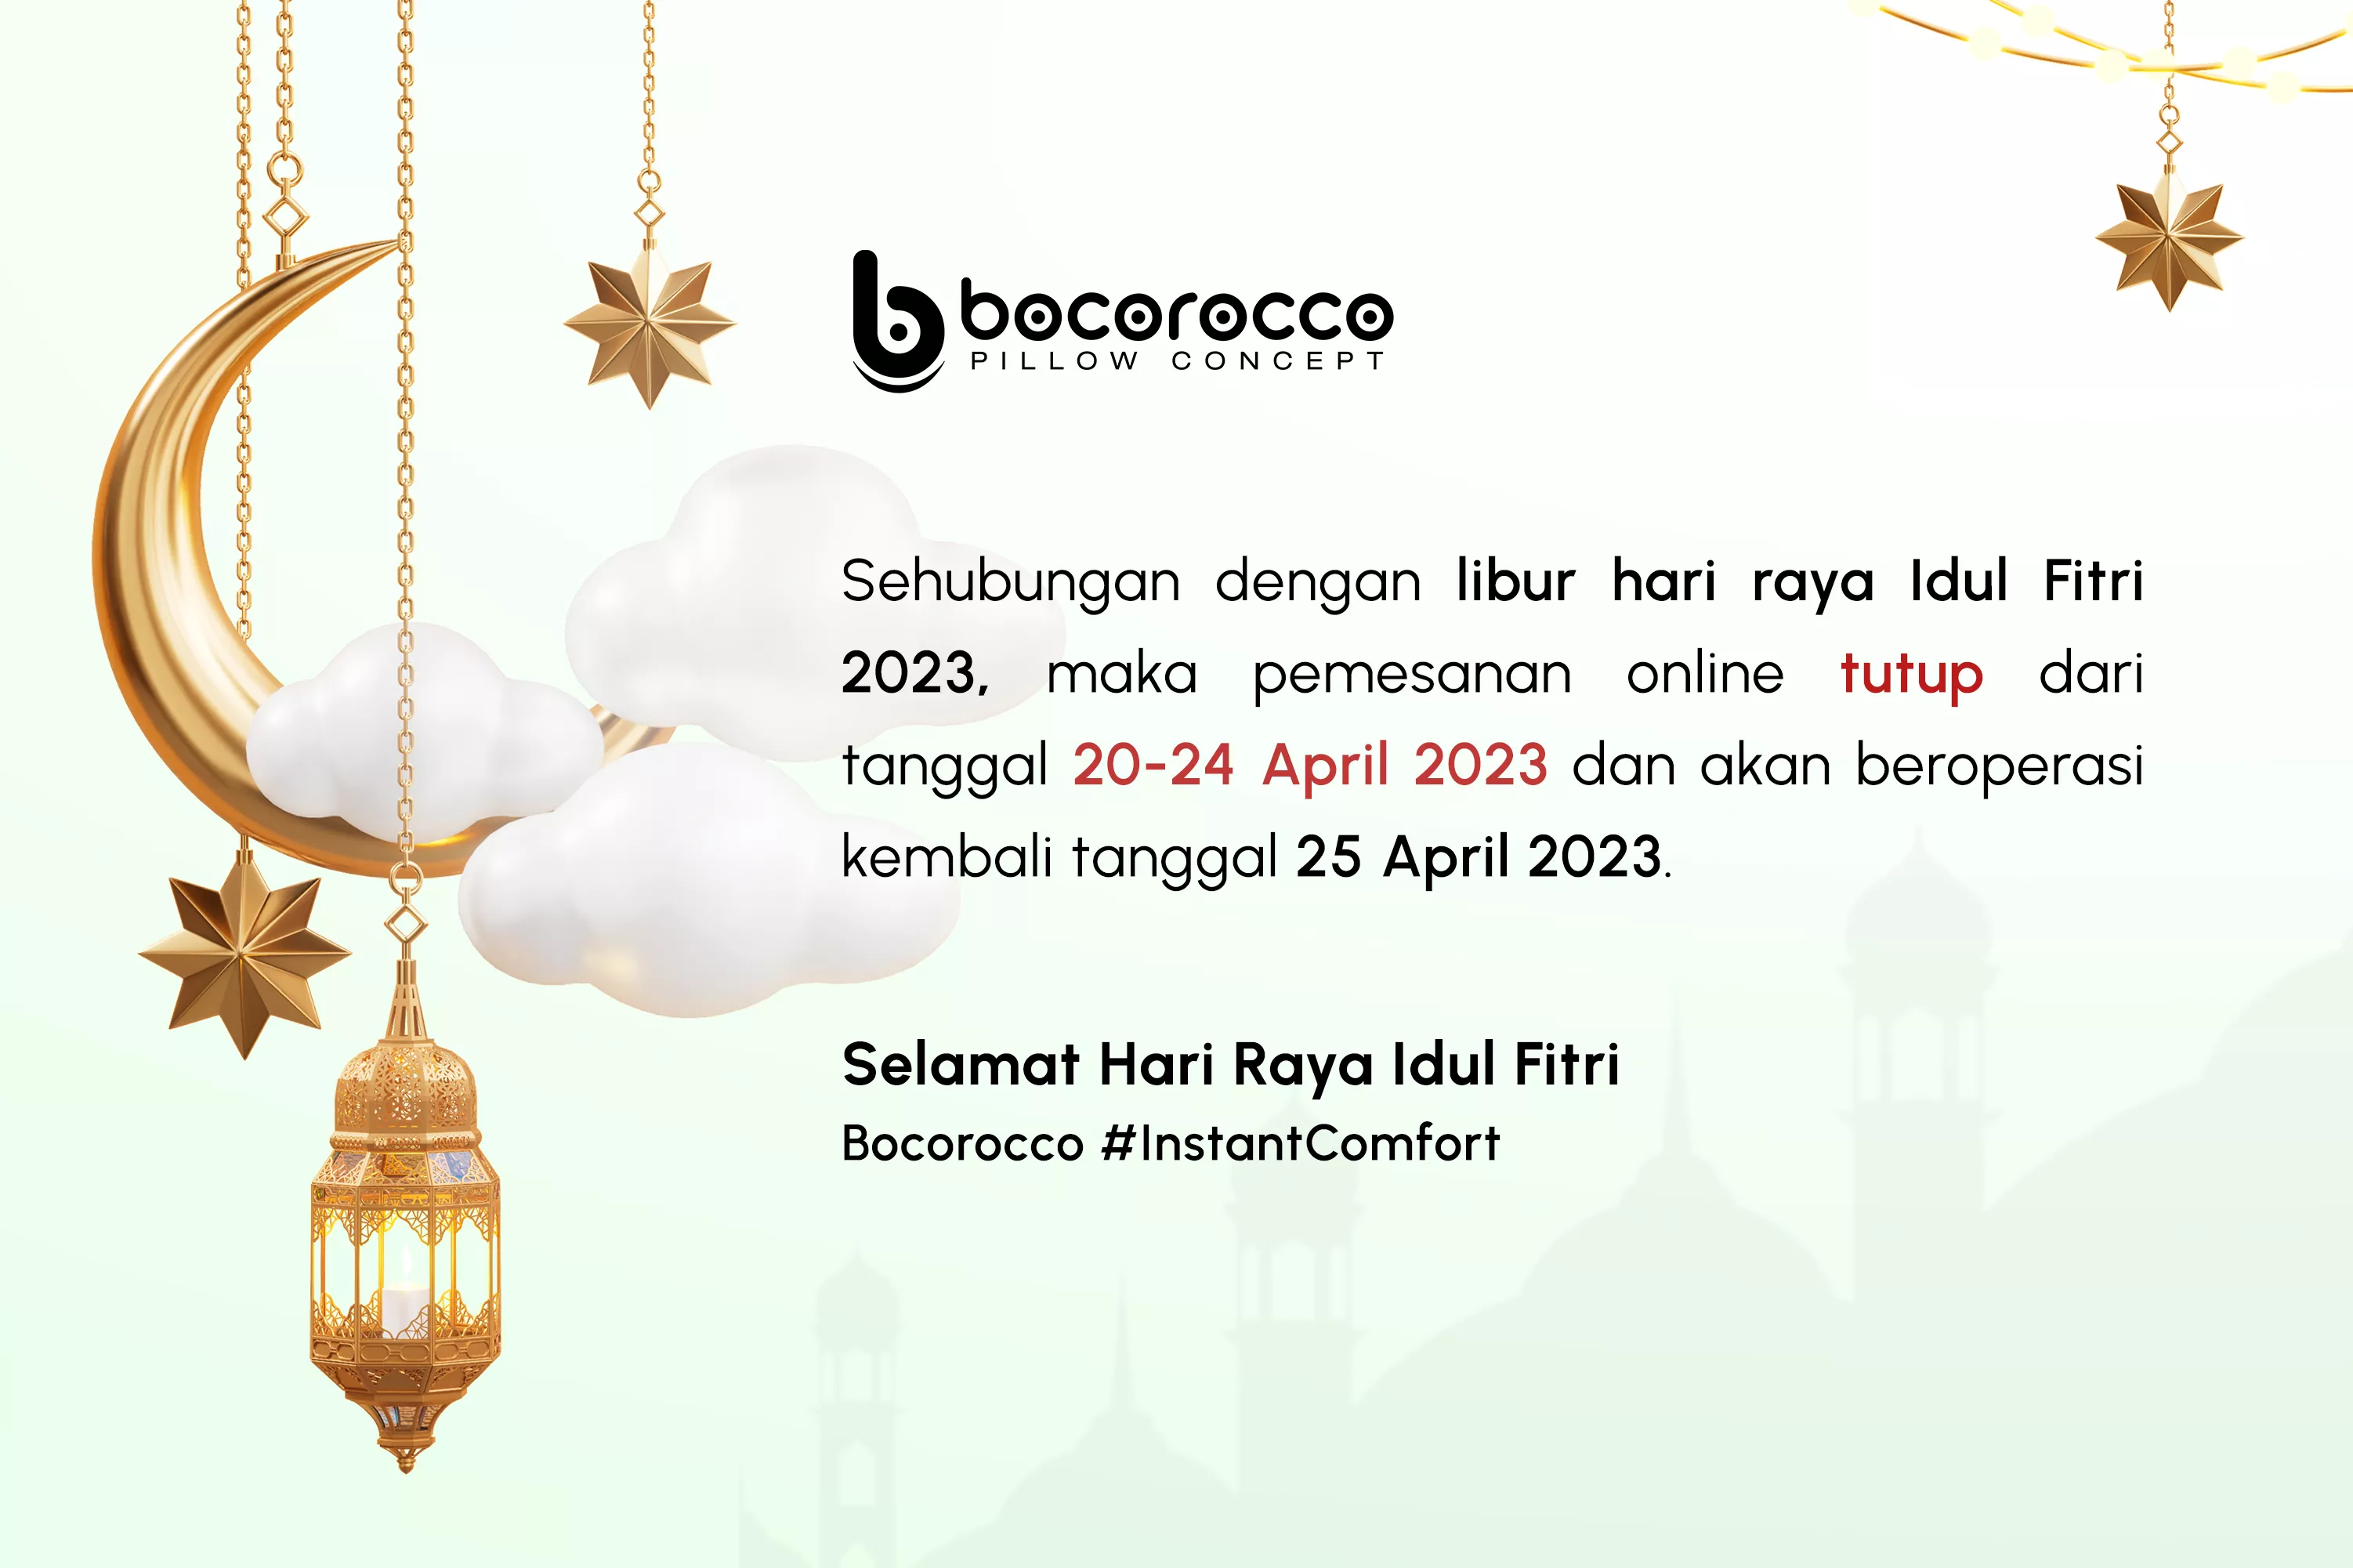 bocorocco
PILLOW CONCEPT
Sehubungan dengan libur hari raya Idul Fitri
2023, maka pemesanan online tutup dari
tanggal 20-24 April 2023 dan akan beroperasi
kembali tanggal 25 April 2023.
Selamat Hari Raya Idul Fitri
Bocorocco #InstantComfort